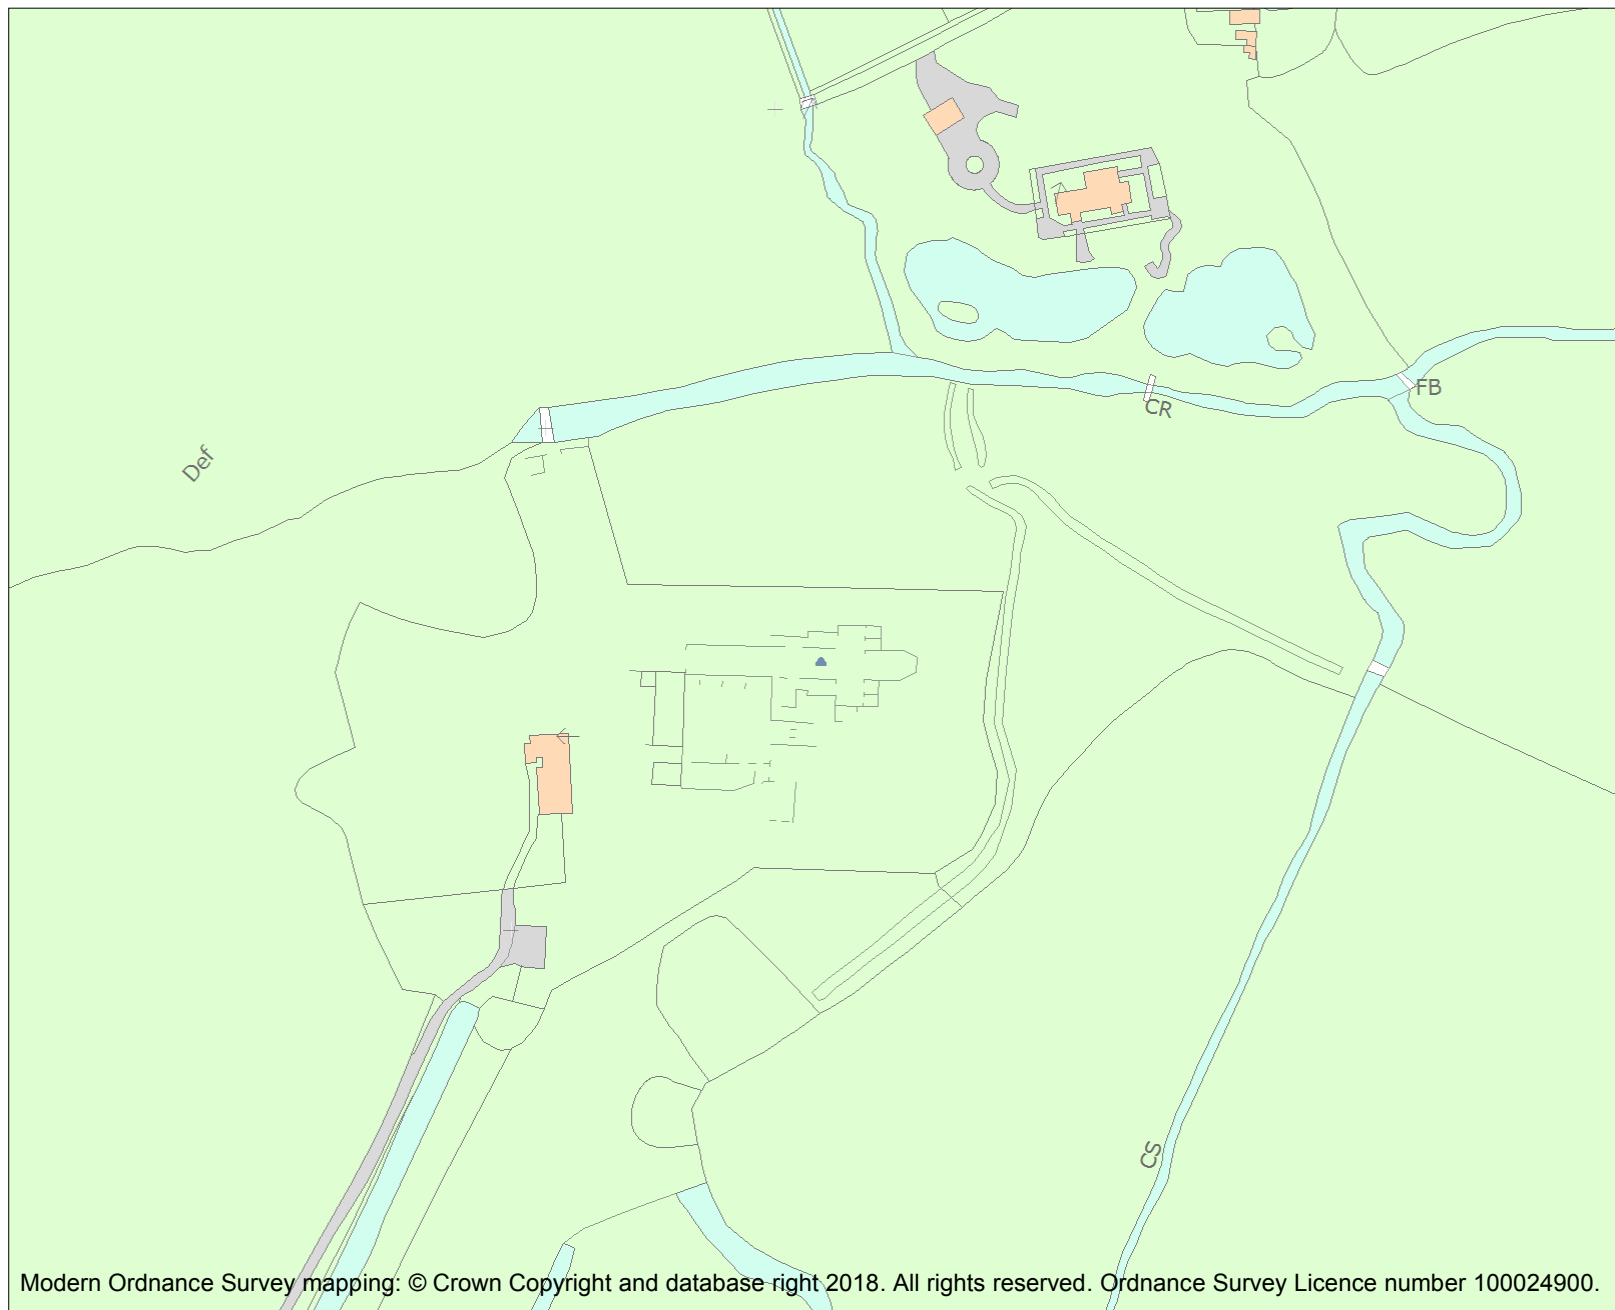 FB
CR
Def
CS
Modern Ordnance Survey mapping: © Crown Copyright and database right 2018. All rights reserved. Ordnance Survey Licence number 100024900.